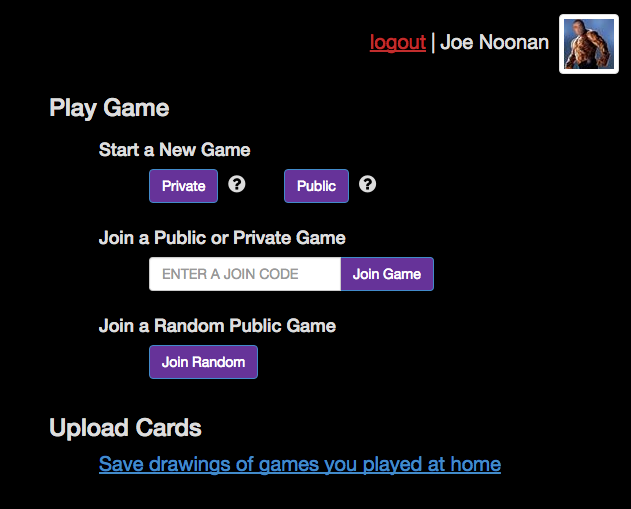 logout | Joe Noonan
Play Game
Start a New Game
Private ? Public ?
Join a Public or Private Game
ENTER A JOIN CODE Join Game
Join a Random Public Game
Join Random
Upload Cards
Save drawings of games you played at home